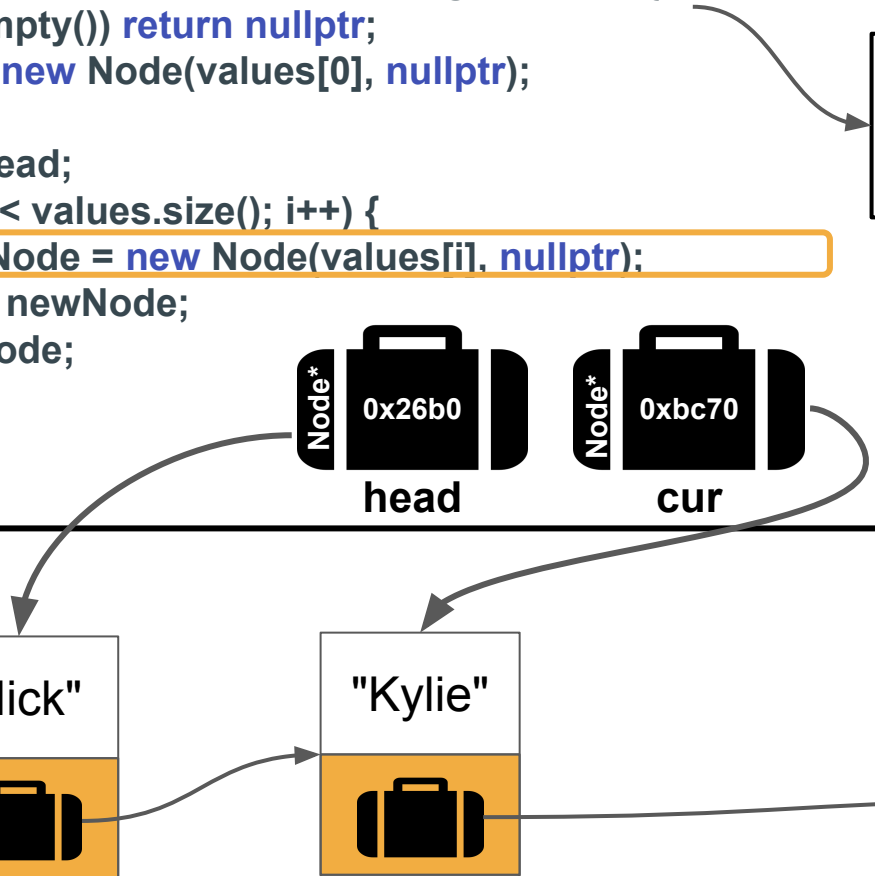 mpty()) return nullptr;
new Node(values[0], nullptr);
ead;
< values.size(); i++) {
Node = new Node(values[i], nullptr);
newNode;
ode;
Node*
0x26b0
Node*
0xbc70
head
cur
lick"
"Kylie"